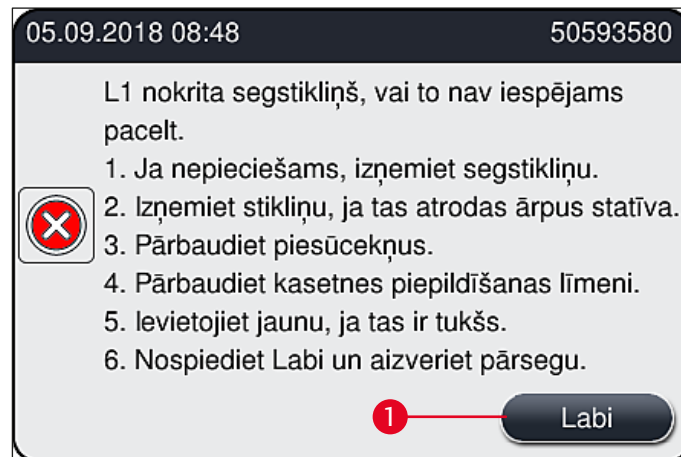 05.09.2018 08:48 50593580
L1 nokrita segstikliņš, vai to nav iespējams
pacelt.
1. Ja nepieciešams, izņemiet segstikliņu.
2. Izņemiet stikliņu, ja tas atrodas ārpus statīva.
3. Pārbaudiet piesūcekņus.
4. Pārbaudiet kasetnes piepildīšanas līmeni.
5. Ievietojiet jaunu, ja tas ir tukšs.
6. Nospiediet Labi un aizveriet pārsegu.
1 Labi